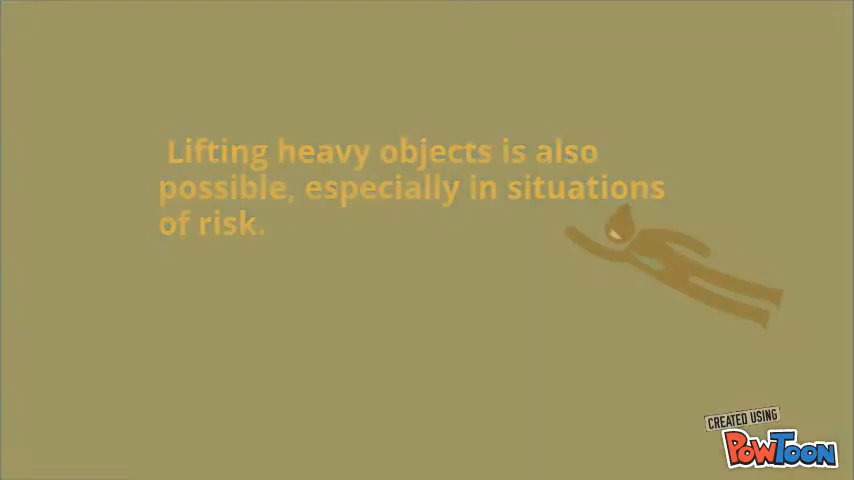 Lifting heavy objects is also
possible, especially in situations
of risk.
CREATED USING
POWTOON